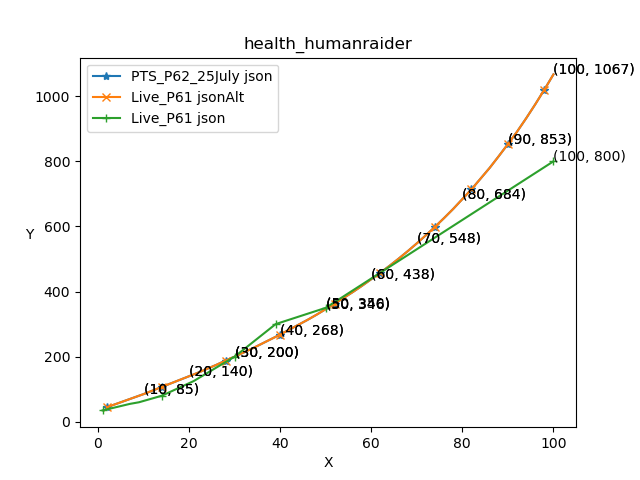 health_humanraider
PTS_P62_25July json
Live_P61 jsonAlt
Live_P61 json
(100, 1067)
(90, 853)
(100, 800)
(80, 684)
(70, 548)
(60, 438)
(40, 268)
(30, 200)
(20, 140)
(10, 85)
1000
800
600
400
200
0
Y
0 20 40 60 80 100
X